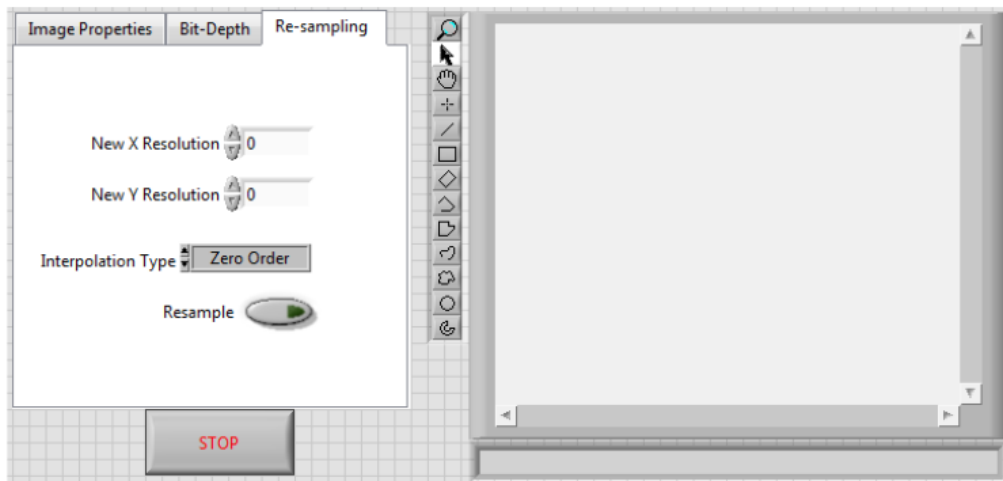 Image Properties Bit-Depth Re-sampling
New X Resolution 0
New Y Resolution 0
Interpolation Type Zero Order
Resample
STOP